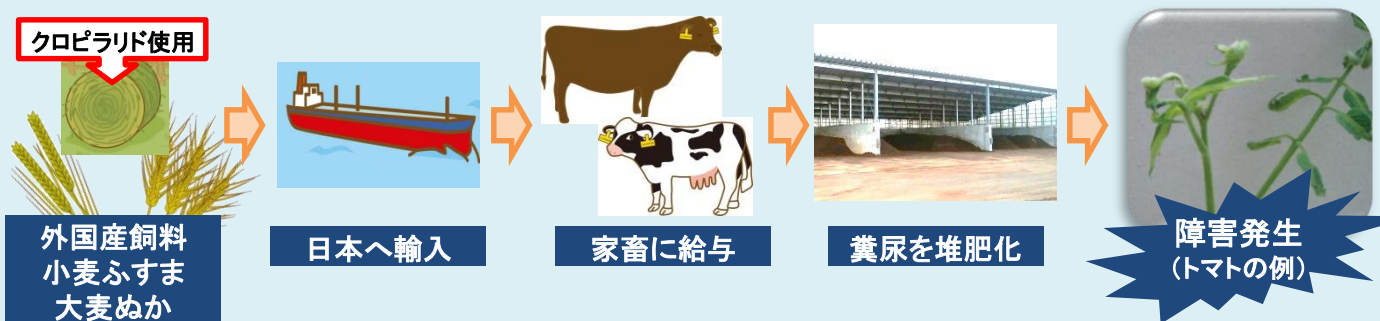 クロピラリド使用
外国産飼料
小麦ふすま
大麦ぬか
日本へ輸入
家畜に給与
糞尿を堆肥化
障害発生
(トマトの例)